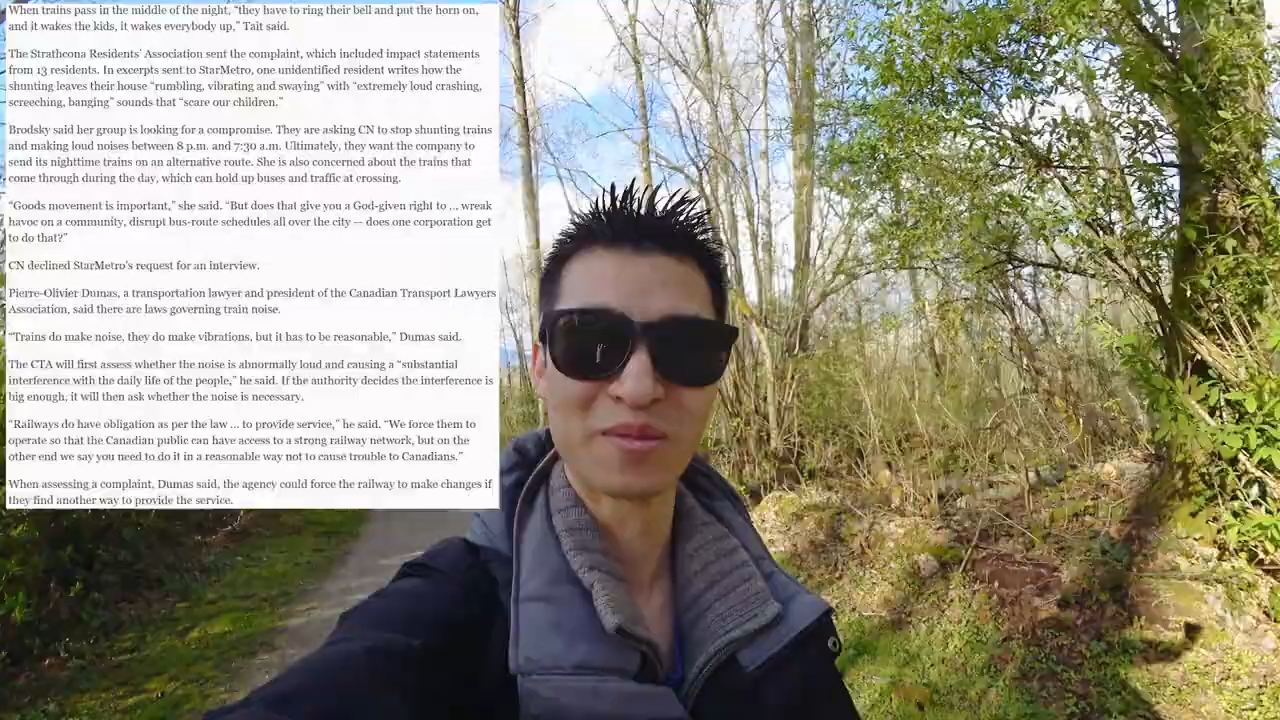 When trains pass in the middle of the night, “they have to ring their bell and put the horn on,
and it wakes the kids, it wakes everybody up,” Tait said.
The Strathcona Residents’ Association sent the complaint, which included impact statements
from 13 residents. In excerpts sent to StarMetro, one unidentified resident writes how the
shunting leaves their house “rumbling, vibrating and swaying” with “extremely loud crashing,
screeching, banging” sounds that “scare our children.”
Brodsky said her group is looking for a compromise. They are asking CN to stop shunting trains
and making loud noises between 8 p.m. and 7:30 a.m. Ultimately, they want the company to
send its nighttime trains on an alternative route. She is also concerned about the trains that
come through during the day, which can hold up buses and traffic at crossing.
“Goods movement is important,” she said. “But does that give you a God-given right to ... wreak
havoc on a community, disrupt bus-route schedules all over the city — does one corporation get
to do that?”
CN declined StarMetro’s request for an interview.
Pierre-Olivier Dumas, a transportation lawyer and president of the Canadian Transport Lawyers
Association, said there are laws governing train noise.
“Trains do make noise, they do make vibrations, but it has to be reasonable,” Dumas said.
The CTA will first assess whether the noise is abnormally loud and causing a “substantial
interference with the daily life of the people,” he said. If the authority decides the interference is
big enough, it will then ask whether the noise is necessary.
“Railways do have obligation as per the law ... to provide service,” he said. “We force them to
operate so that the Canadian public can have access to a strong railway network, but on the
other end we say you need to do it in a reasonable way not to cause trouble to Canadians.”
When assessing a complaint, Dumas said, the agency could force the railway to make changes if
they find another way to provide the service.